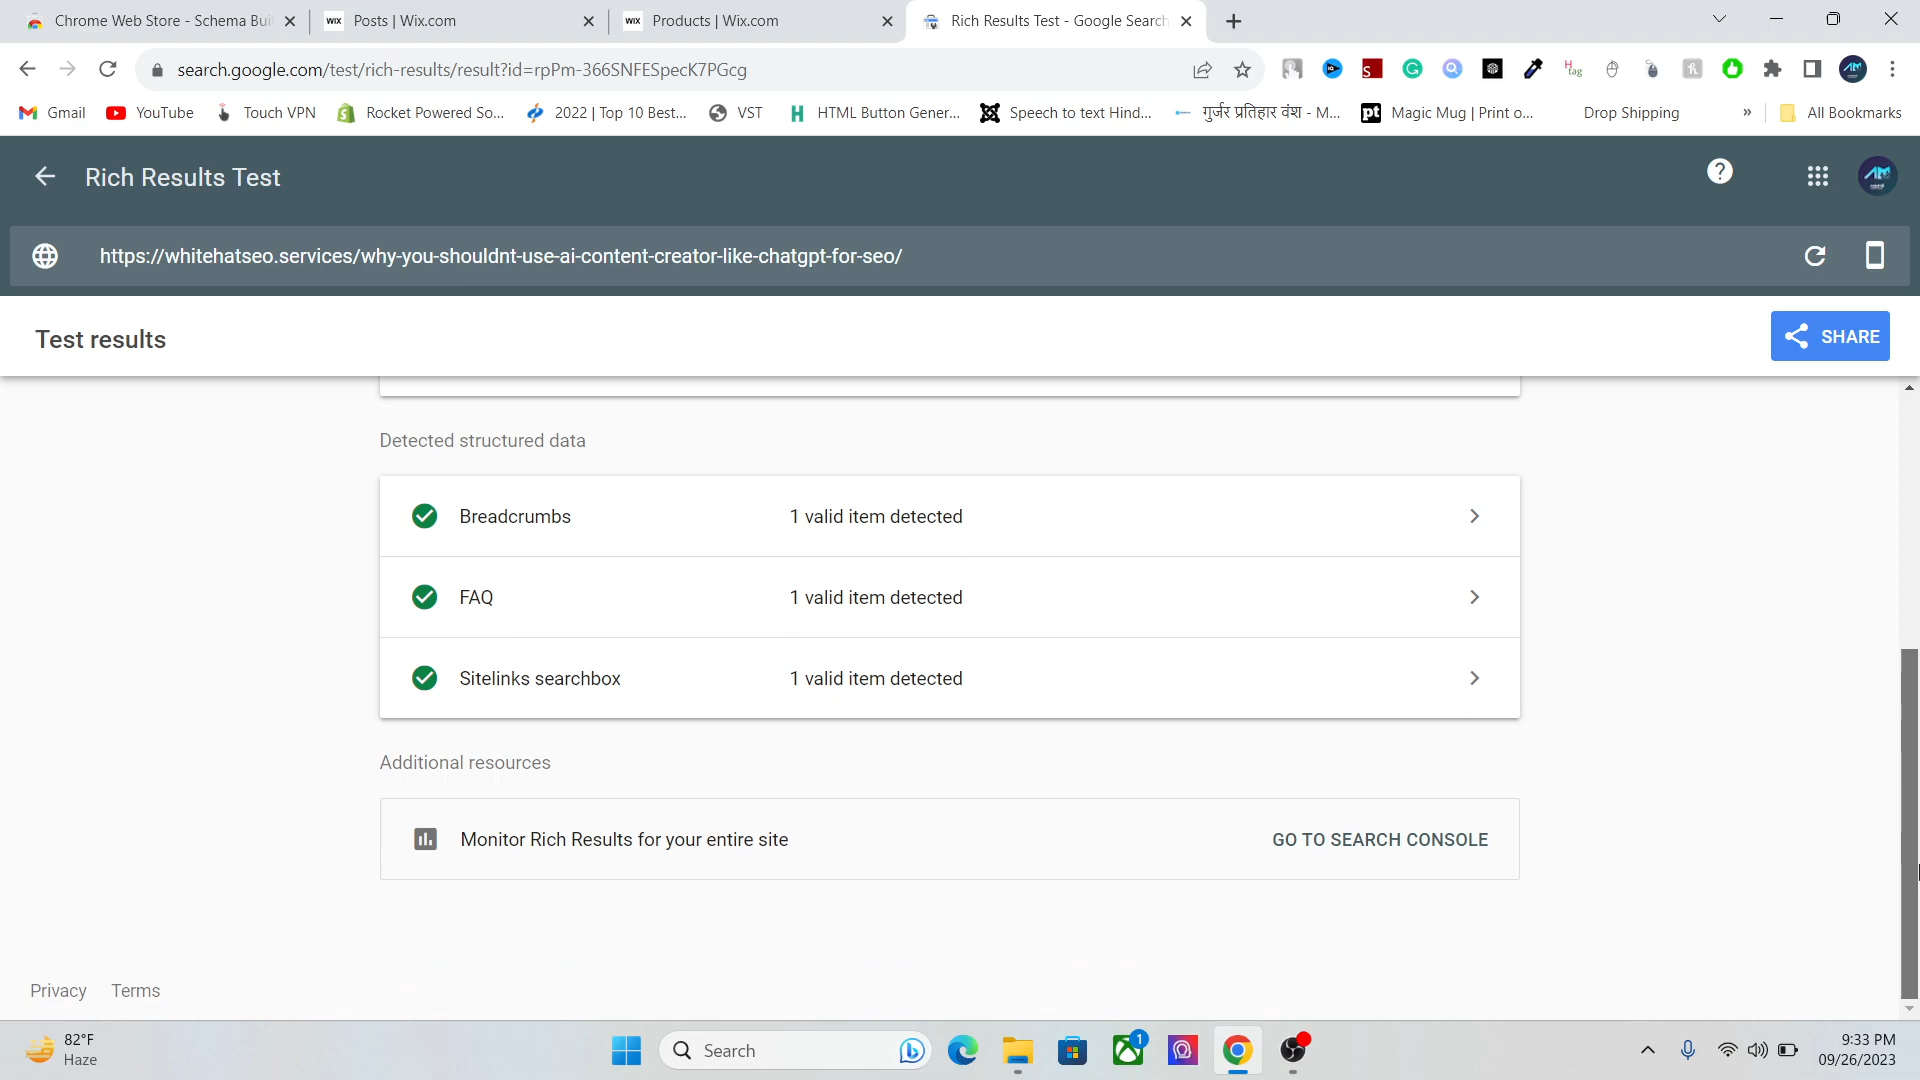 Chrome Web Store - Schema Bui
Posts | Wix.com
Products | Wix.com
Rich Results Test - Google Search
search.google.com/test/rich-results/result?id=rpPm-366SNFESpecK7PGcg
Gmail
YouTube
Touch VPN
Rocket Powered So...
2022 | Top 10 Best...
VST
HTML Button Gener...
Speech to text Hind...
गुर्जर प्रतिहार वंश - M...
Magic Mug | Print o...
Drop Shipping
»
All Bookmarks
Rich Results Test
https://whitehatseo.services/why-you-shouldnt-use-ai-content-creator-like-chatgpt-for-seo/
Test results
SHARE
Detected structured data
Breadcrumbs 1 valid item detected
FAQ 1 valid item detected
Sitelinks searchbox 1 valid item detected
Additional resources
Monitor Rich Results for your entire site GO TO SEARCH CONSOLE
Privacy Terms
82°F
Haze
Search
1
9:33 PM
09/26/2023